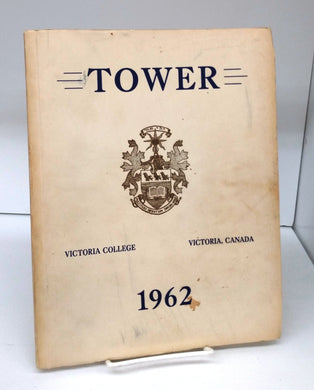 TOWER
VICTORIA COLLEGE
VICTORIA, CANADA
1962